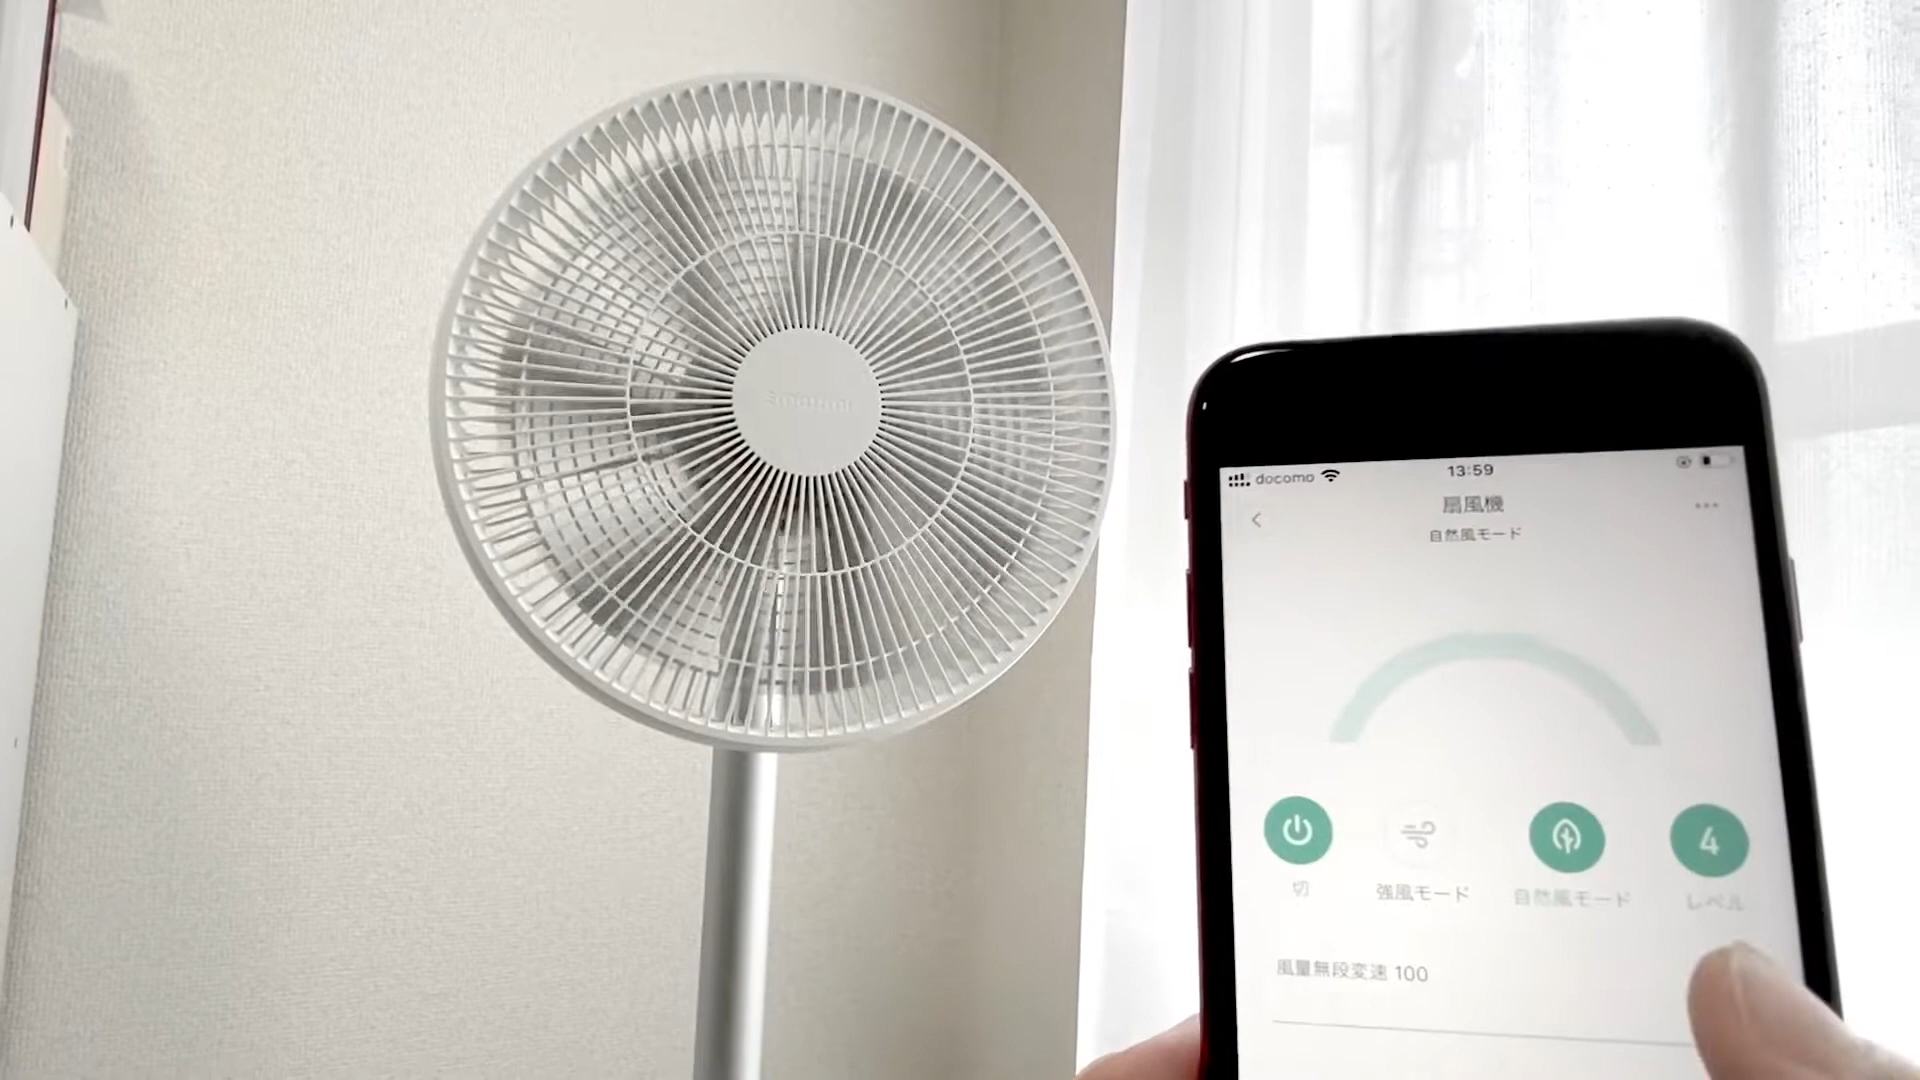 docomo 13:59
扇風機
自然風モード
4
切 強風モード 自然風モード レベル
風量無段変速 100